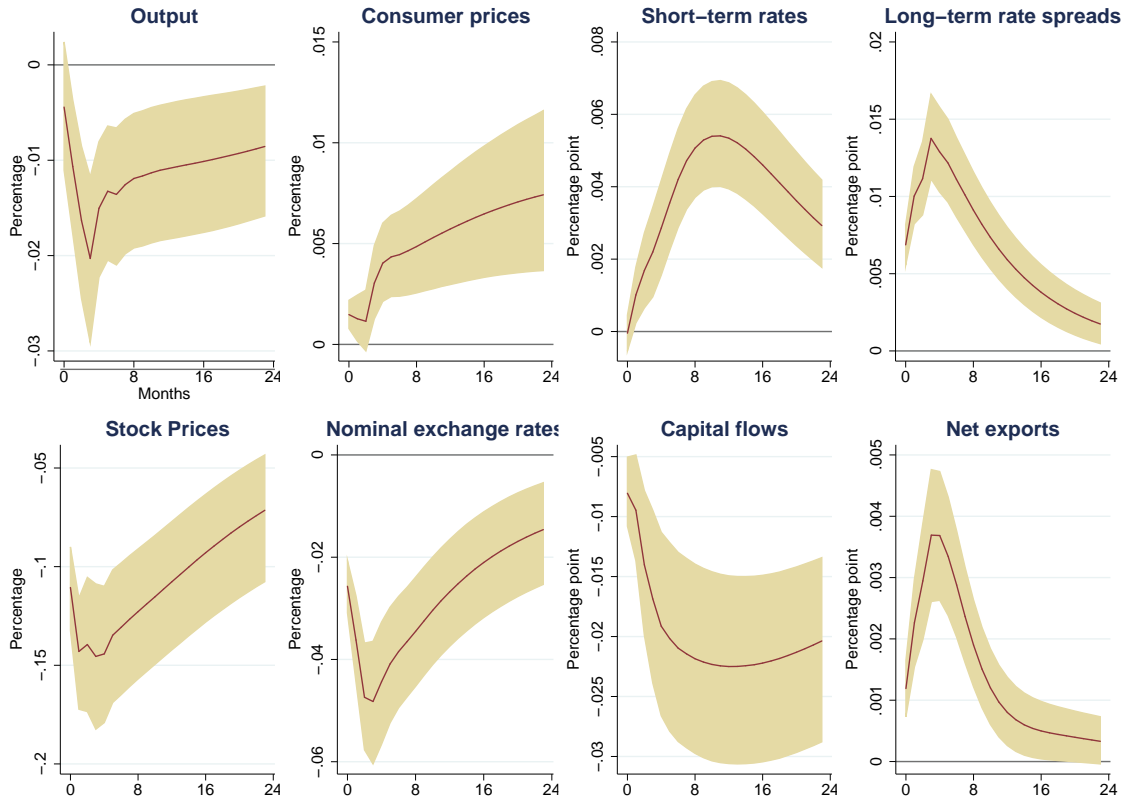 Output
Percentage
0
−.01
−.02
−.03
0 8 16 24
Months
Consumer prices
.015
.01
.005
0
0 8 16 24
Short−term rates
Percentage point
.008
.006
.004
.002
0
0 8 16 24
Long−term rate spreads
Percentage point
.02
.015
.01
.005
0
0 8 16 24
Stock Prices
Percentage
−.05
−.1
−.15
−.2
0 8 16 24
Nominal exchange rates
0
−.02
−.04
−.06
0 8 16 24
Capital flows
Percentage point
−.005
−.01
−.015
−.02
−.025
−.03
0 8 16 24
Net exports
Percentage point
.005
.004
.003
.002
.001
0
0 8 16 24